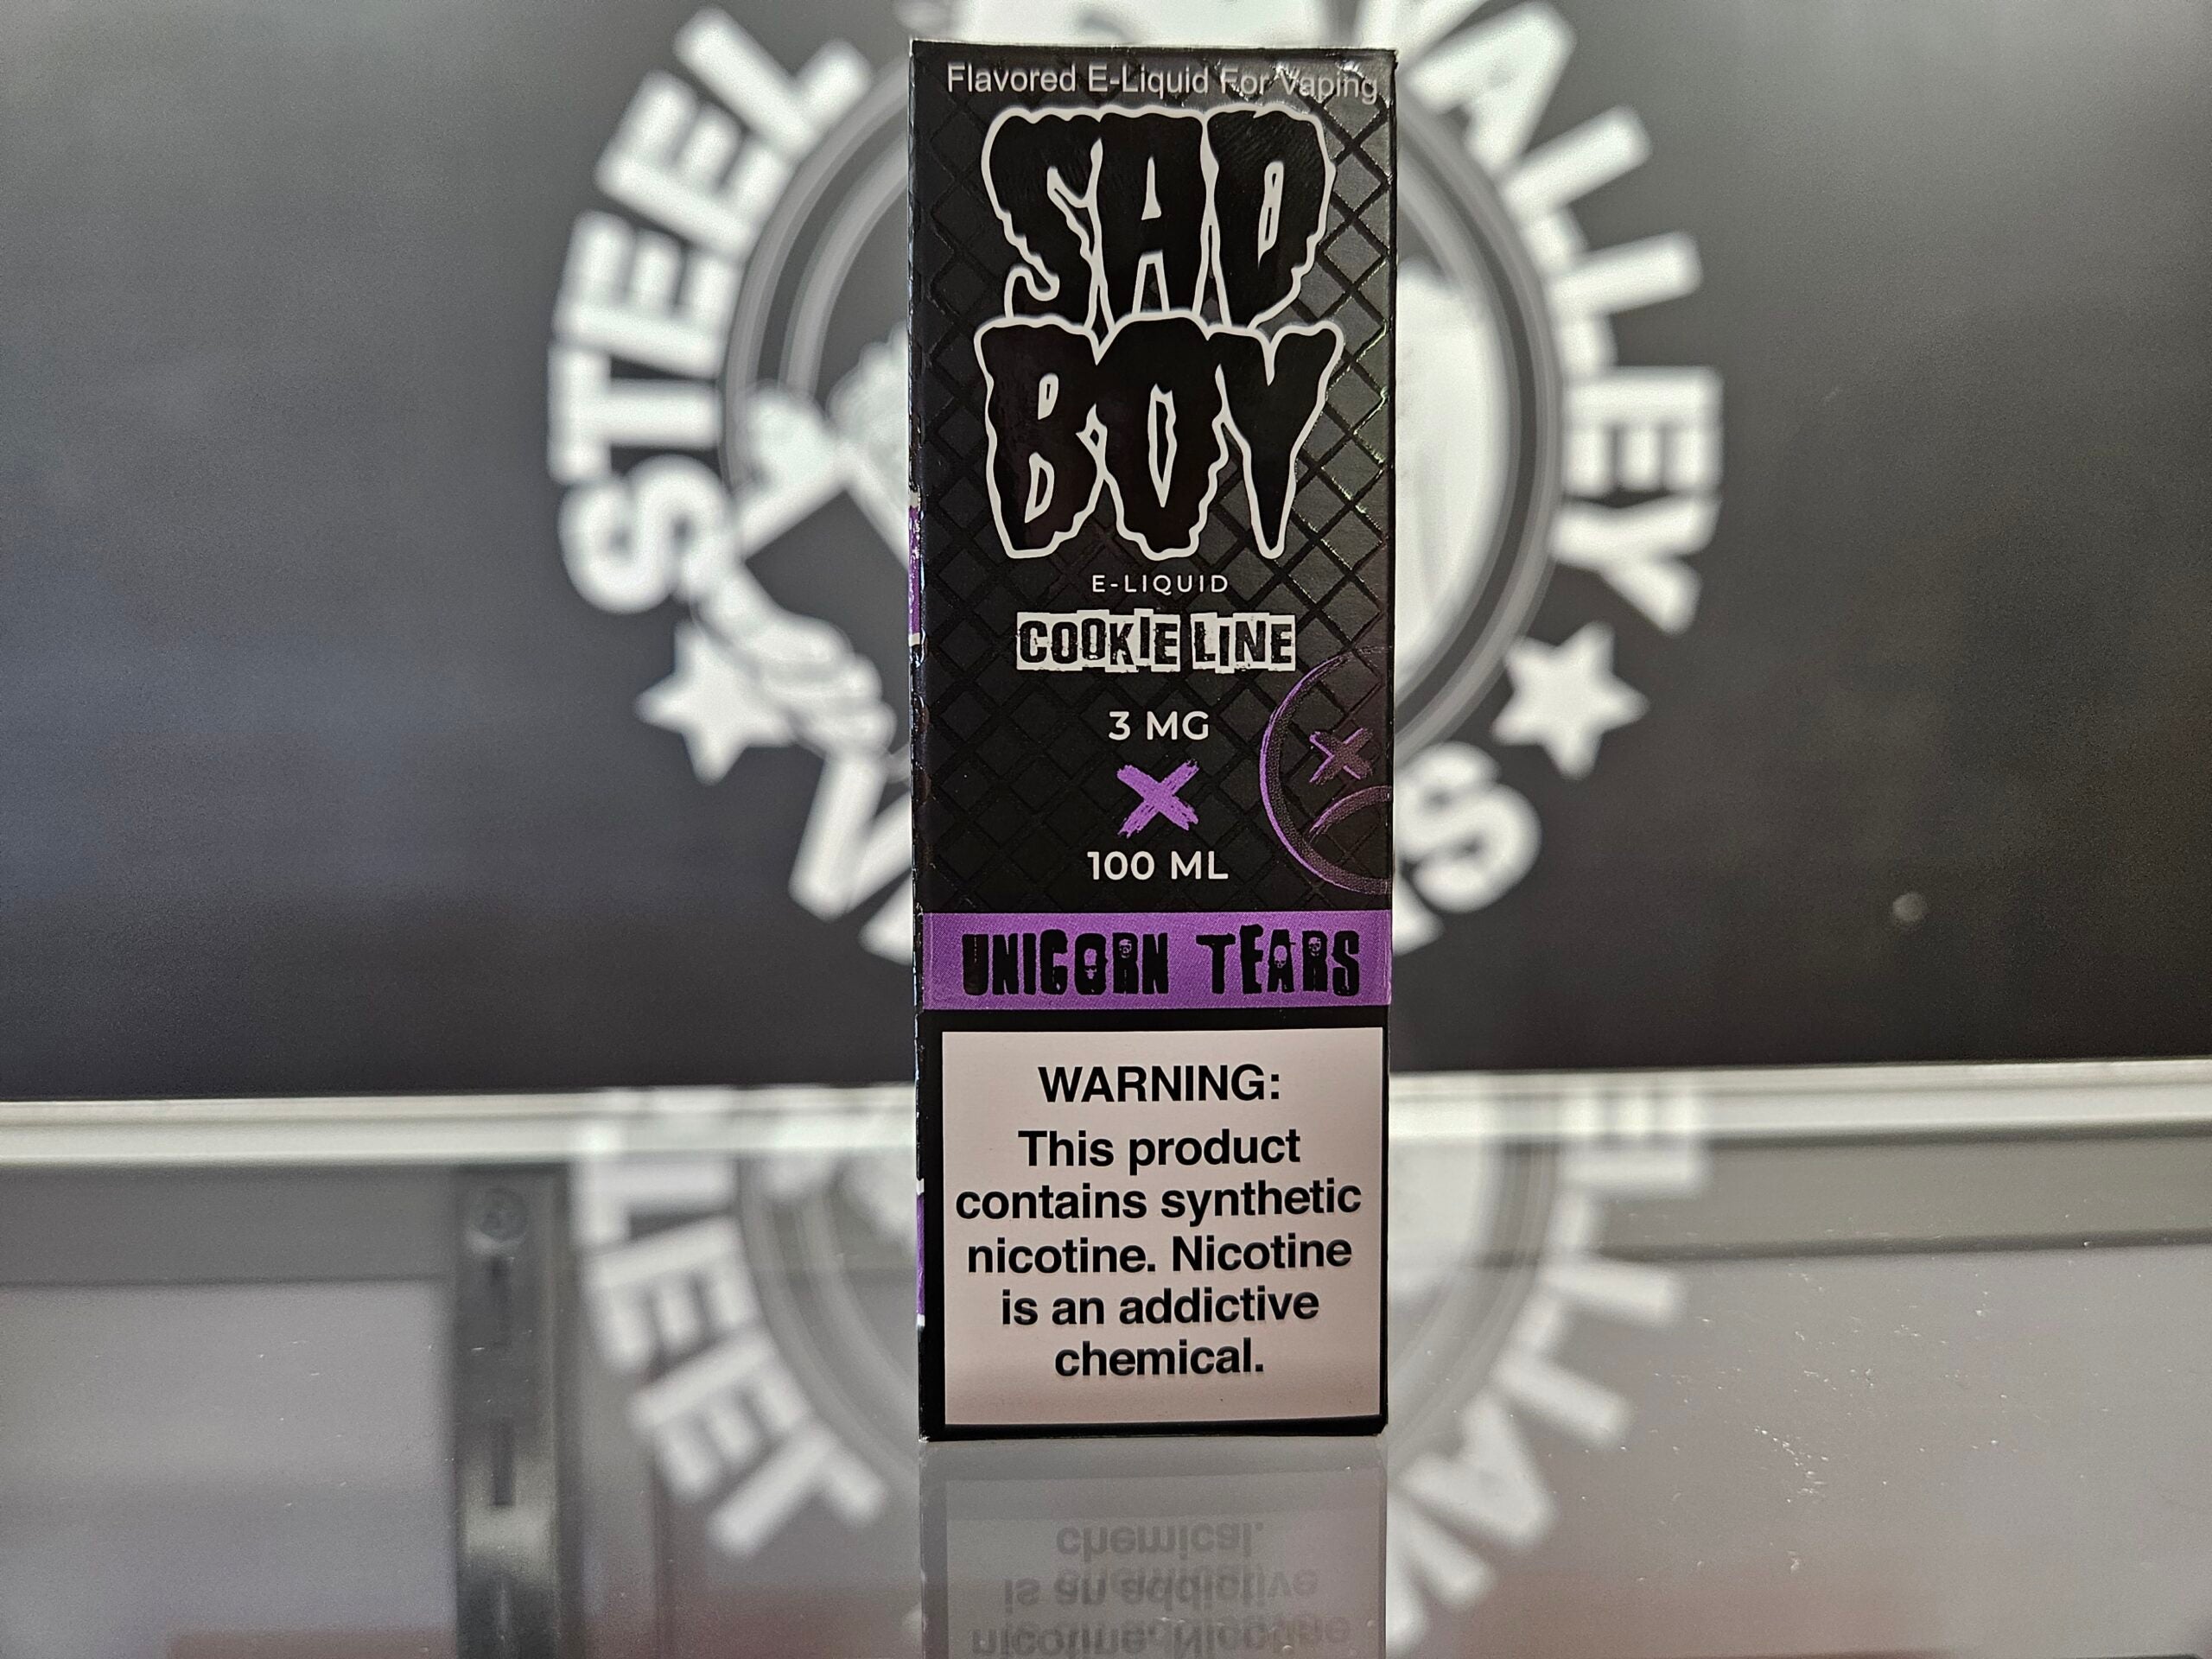 Flavored E-Liquid For Vaping
SAD
BOY
E-LIQUID
COOKIE LINE
3 MG
X
100 ML
UNICORN TEARS
WARNING:
This product
contains synthetic
nicotine. Nicotine
is an addictive
chemical.
STEEL
VALLEY